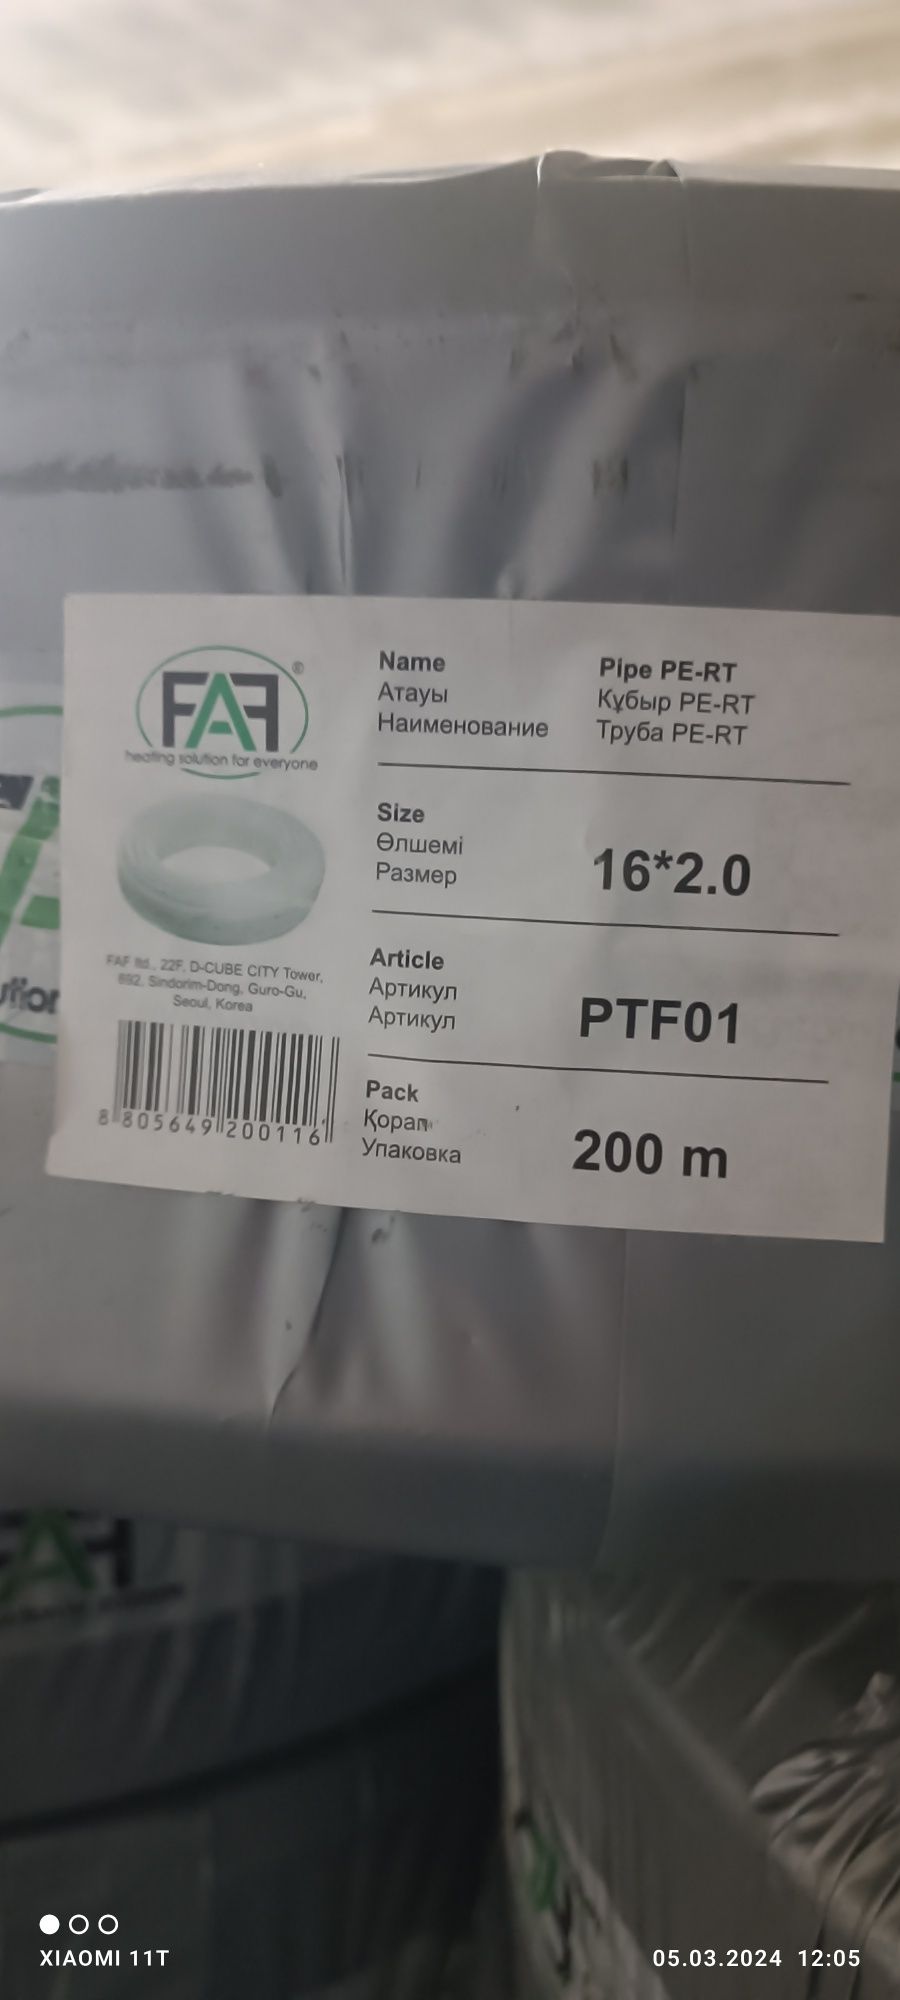 FAF ®
heating solution for everyone
FAF ltd., 22F, D-CUBE CITY Tower,
692, Sindorim-Dong, Guro-Gu,
Seoul, Korea
8 805649 200116
Name
Атауы
Наименование
Pipe PE-RT
Құбыр PE-RT
Труба PE-RT
Size
Өлшемі
Размер
16*2.0
Article
Артикул
Артикул
PTF01
Pack
Қорап
Упаковка
200 m
XIAOMI 11T
05.03.2024 12:05